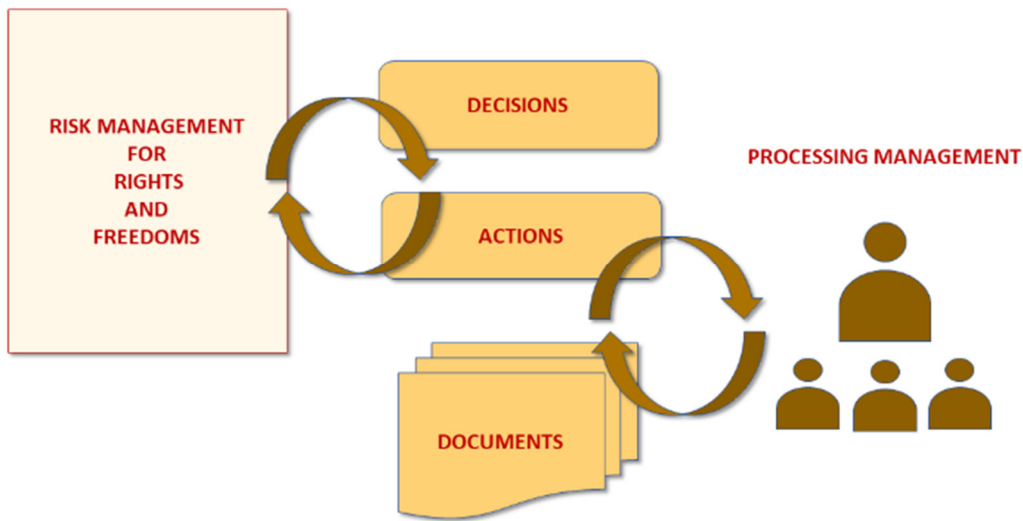 RISK MANAGEMENT
FOR
RIGHTS
AND
FREEDOMS
DECISIONS
ACTIONS
DOCUMENTS
PROCESSING MANAGEMENT